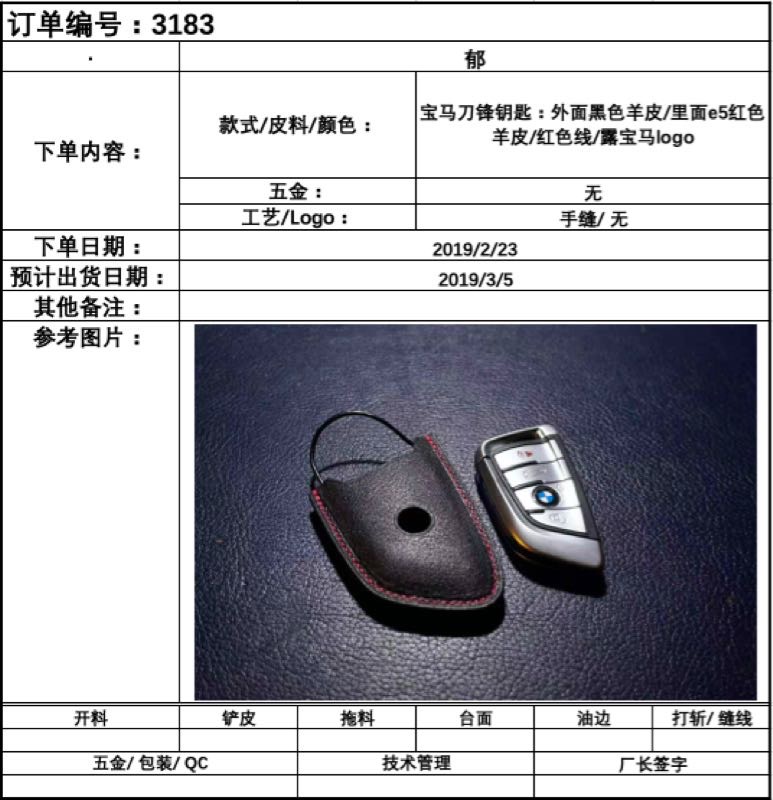 订单编号：3183
·
郁
下单内容：
款式/皮料/颜色：
宝马刀锋钥匙：外面黑色羊皮/里面e5红色
羊皮/红色线/露宝马logo
五金：
无
工艺/Logo：
手缝/ 无
下单日期：
2019/2/23
预计出货日期：
2019/3/5
其他备注：
参考图片：
开料 铲皮 拖料 台面 油边 打斩/ 缝线
五金/ 包装/ QC 技术管理 厂长签字